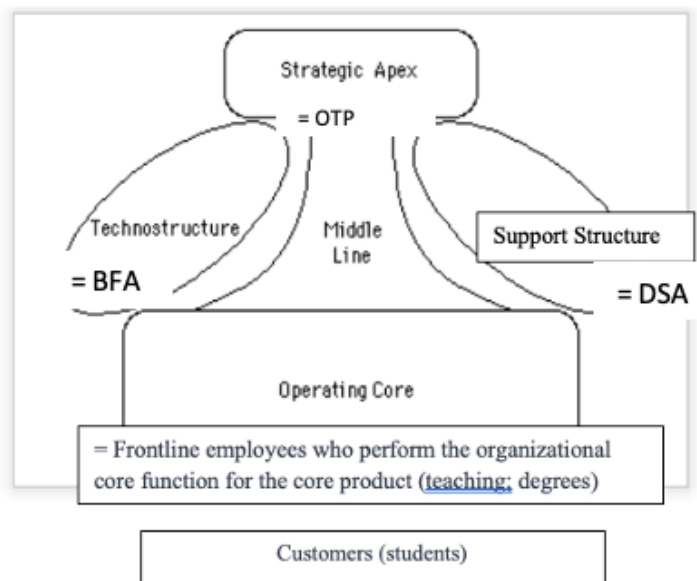 Strategic Apex
= OTP
Technostructure
= BFA
Middle
Line
Support Structure
= DSA
Operating Core
= Frontline employees who perform the organizational
core function for the core product (teaching; degrees)
Customers (students)